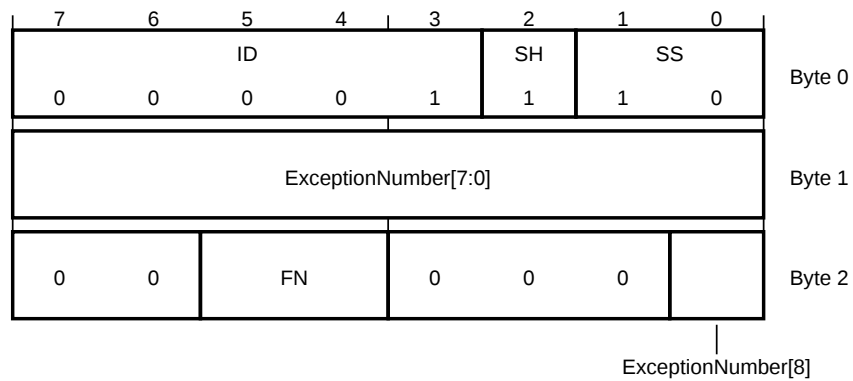 7 6 5 4 3 2 1 0
ID SH SS
0 0 0 0 1 1 1 0 Byte 0
ExceptionNumber[7:0] Byte 1
0 0 FN 0 0 0 Byte 2
ExceptionNumber[8]